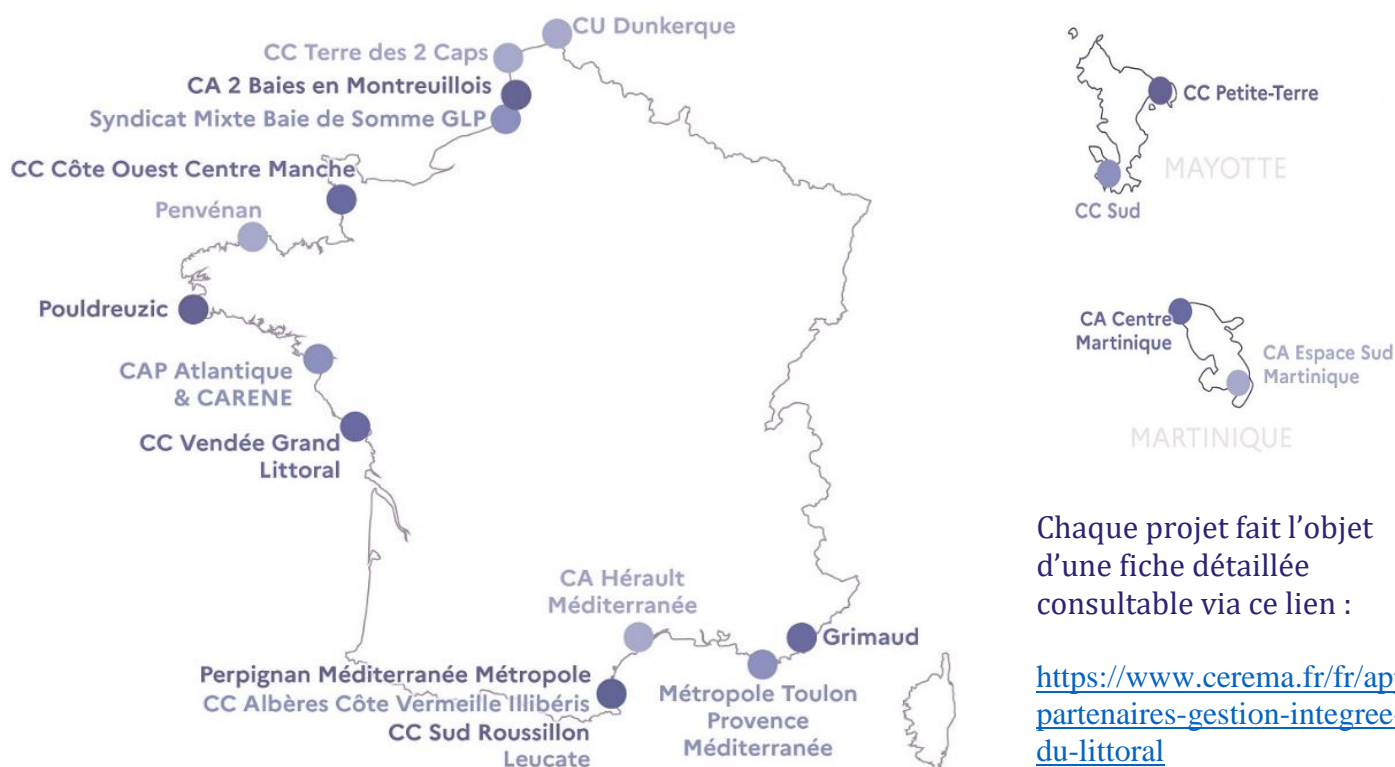 CU Dunkerque
CC Terre des 2 Caps
CA 2 Baies en Montreuillois
Syndicat Mixte Baie de Somme GLP
CC Côte Ouest Centre Manche
Penvénan
Pouldreuzic
CAP Atlantique
& CARENE
CC Vendée Grand
Littoral
CA Hérault
Méditerranée
Grimaud
Perpignan Méditerranée Métropole
CC Albères Côte Vermeille Illibéris
CC Sud Roussillon
Leucate
Métropole Toulon
Provence
Méditerranée
CC Petite-Terre
MAYOTTE
CC Sud
CA Centre
Martinique
CA Espace Sud
Martinique
MARTINIQUE
Chaque projet fait l’objet
d’une fiche détaillée
consultable via ce lien :
https://www.cerema.fr/fr/ap
partenaires-gestion-integree
du-littoral